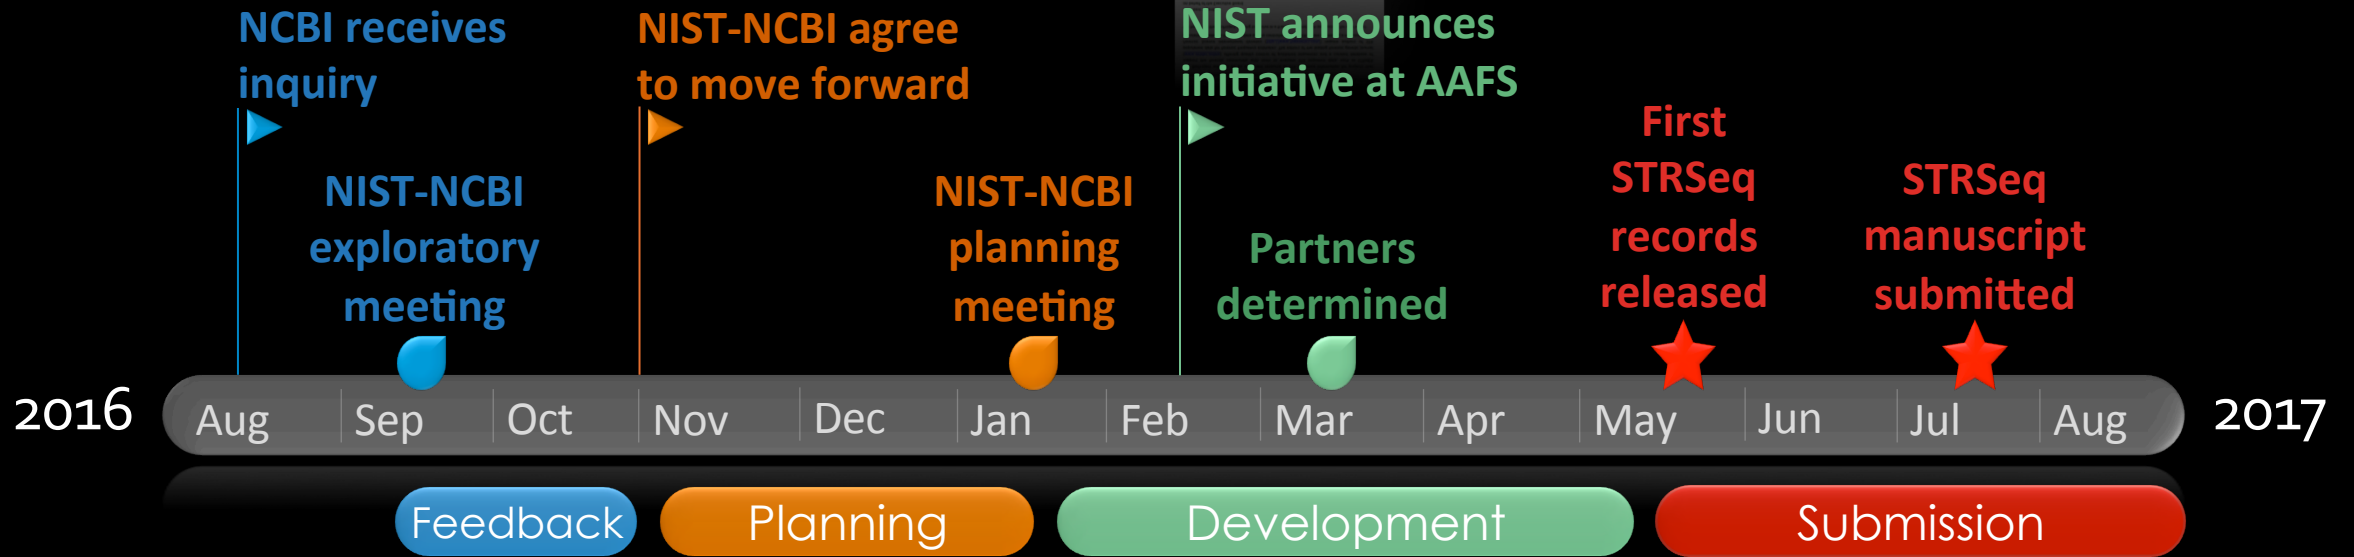 NCBI receives
inquiry
NIST-NCBI agree
to move forward
NIST announces
initiative at AAFS
NIST-NCBI
exploratory
meeting
NIST-NCBI
planning
meeting
Partners
determined
First
STRSeq
records
released
STRSeq
manuscript
submitted
2016
Aug
Sep
Oct
Nov
Dec
Jan
Feb
Mar
Apr
May
Jun
Jul
Aug
2017
Feedback
Planning
Development
Submission